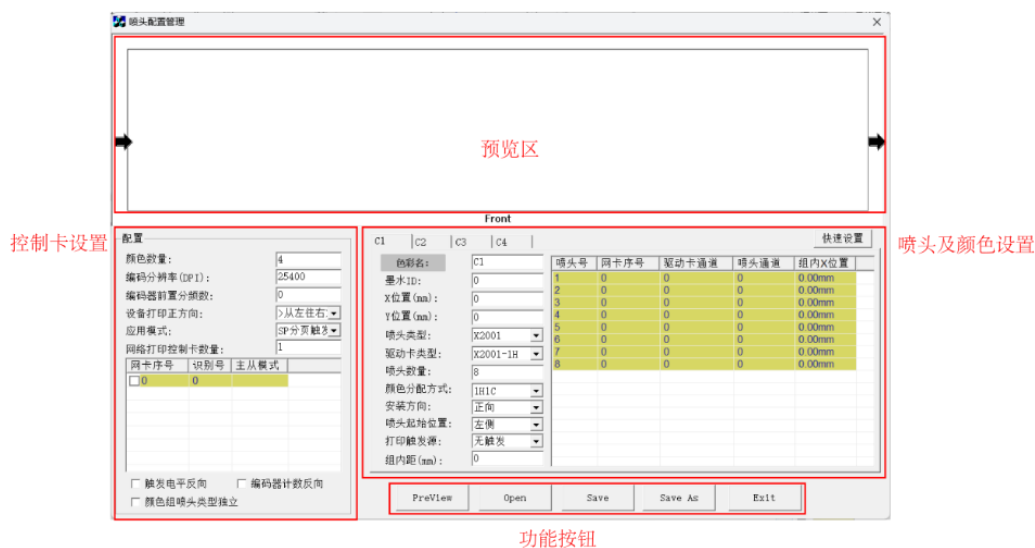 喷头配置管理
预览区
Front
控制卡设置
配置
颜色数量: 4
编码分辨率(DPI): 25400
编码器前置分频数: 0
设备打印正方向: >从左往右
应用模式: SP分页触发
网络打印控制卡数量: 1
网卡序号 识别号 主从模式
0 0
触发电平反向 编码器计数反向
颜色组喷头类型独立
C1 C2 C3 C4
快速设置
喷头及颜色设置
色彩名: C1
墨水ID: 0
X位置(mm): 0
Y位置(mm): 0
喷头类型: X2001
驱动卡类型: X2001-1H
喷头数量: 8
颜色分配方式: 1H1C
安装方向: 正向
喷头起始位置: 左侧
打印触发源: 无触发
组内距(mm): 0
喷头号 网卡序号 驱动卡通道 喷头通道 组内X位置
1 0 0 0 0.00mm
2 0 0 0 0.00mm
3 0 0 0 0.00mm
4 0 0 0 0.00mm
5 0 0 0 0.00mm
6 0 0 0 0.00mm
7 0 0 0 0.00mm
8 0 0 0 0.00mm
PreView Open Save Save As Exit
功能按钮